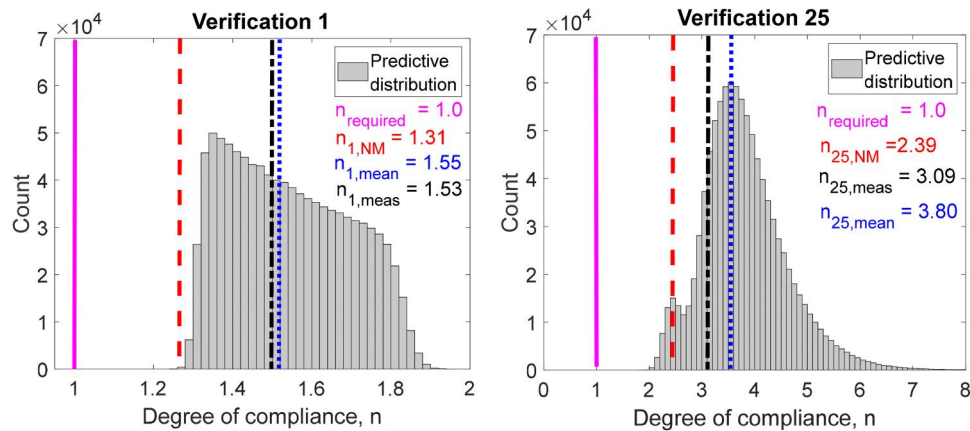 Verification 1
×10^4
7
6
5
4
3
2
1
0
Count
Predictive
distribution
n_required = 1.0
n_1,NM = 1.31
n_1,mean = 1.55
n_1,meas = 1.53
1
1.2
1.4
1.6
1.8
2
Degree of compliance, n
Verification 25
×10^4
7
6
5
4
3
2
1
0
Count
Predictive
distribution
n_required = 1.0
n_25,NM =2.39
n_25,meas = 3.09
n_25,mean = 3.80
0
1
2
3
4
5
6
7
8
Degree of compliance, n